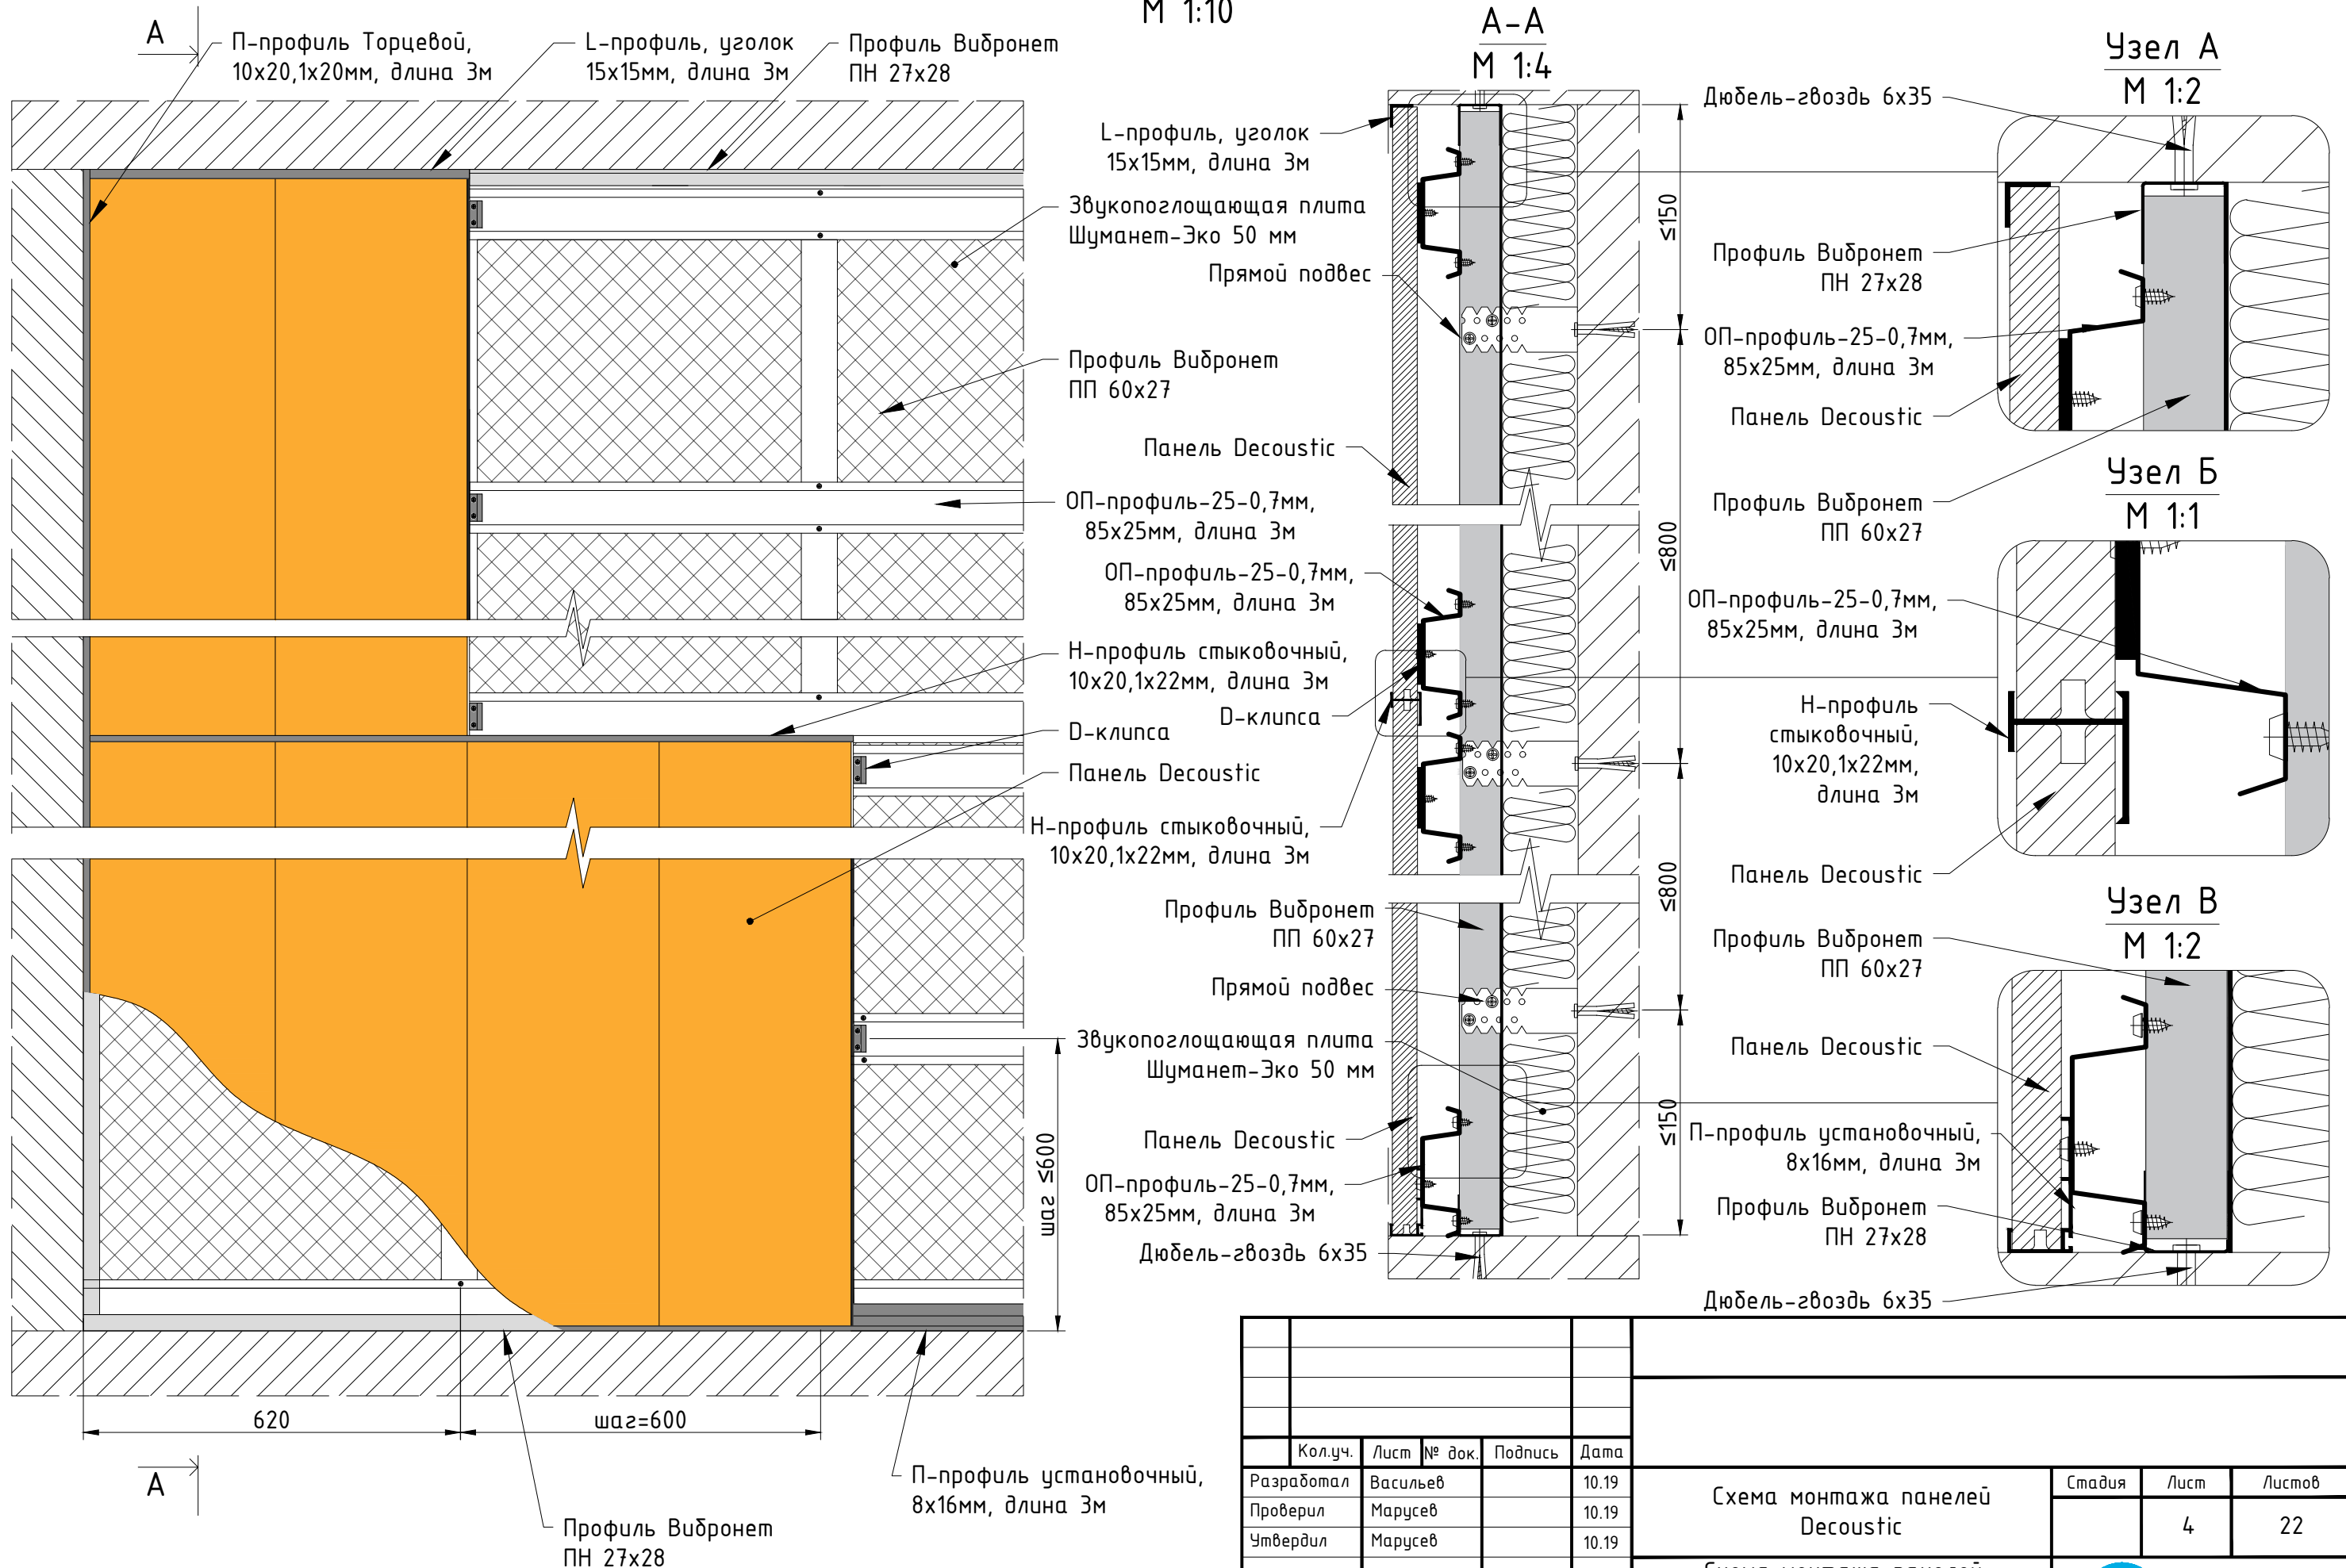 М 1:10
А
П-профиль Торцевой,
10х20,1х20мм, длина 3м
L-профиль, уголок
15х15мм, длина 3м
Профиль Вибронет
ПН 27х28
Звукопоглощающая плита
Шуманет-Эко 50 мм
Профиль Вибронет
ПП 60х27
ОП-профиль-25-0,7мм,
85х25мм, длина 3м
Н-профиль стыковочный,
10х20,1х22мм, длина 3м
D-клипса
Панель Decoustic
шаг ≤600
620
шаг=600
А
Профиль Вибронет
ПН 27х28
П-профиль установочный,
8х16мм, длина 3м
А-А
М 1:4
L-профиль, уголок
15х15мм, длина 3м
Прямой подвес
Панель Decoustic
ОП-профиль-25-0,7мм,
85х25мм, длина 3м
D-клипса
Н-профиль стыковочный,
10х20,1х22мм, длина 3м
Профиль Вибронет
ПП 60х27
Прямой подвес
Звукопоглощающая плита
Шуманет-Эко 50 мм
Панель Decoustic
ОП-профиль-25-0,7мм,
85х25мм, длина 3м
Дюбель-гвоздь 6х35
≤150
≤800
≤800
≤150
Узел А
М 1:2
Дюбель-гвоздь 6х35
Профиль Вибронет
ПН 27х28
ОП-профиль-25-0,7мм,
85х25мм, длина 3м
Панель Decoustic
Профиль Вибронет
ПП 60х27
Узел Б
М 1:1
ОП-профиль-25-0,7мм,
85х25мм, длина 3м
Н-профиль
стыковочный,
10х20,1х22мм,
длина 3м
Панель Decoustic
Узел В
М 1:2
Профиль Вибронет
ПП 60х27
Панель Decoustic
П-профиль установочный,
8х16мм, длина 3м
Профиль Вибронет
ПН 27х28
Дюбель-гвоздь 6х35
Кол.уч. Лист № док. Подпись Дата
Разработал Васильев 10.19
Проверил Марусев 10.19
Утвердил Марусев 10.19
Схема монтажа панелей
Decoustic
Стадия Лист Листов
4 22
Схема монтажа панелей